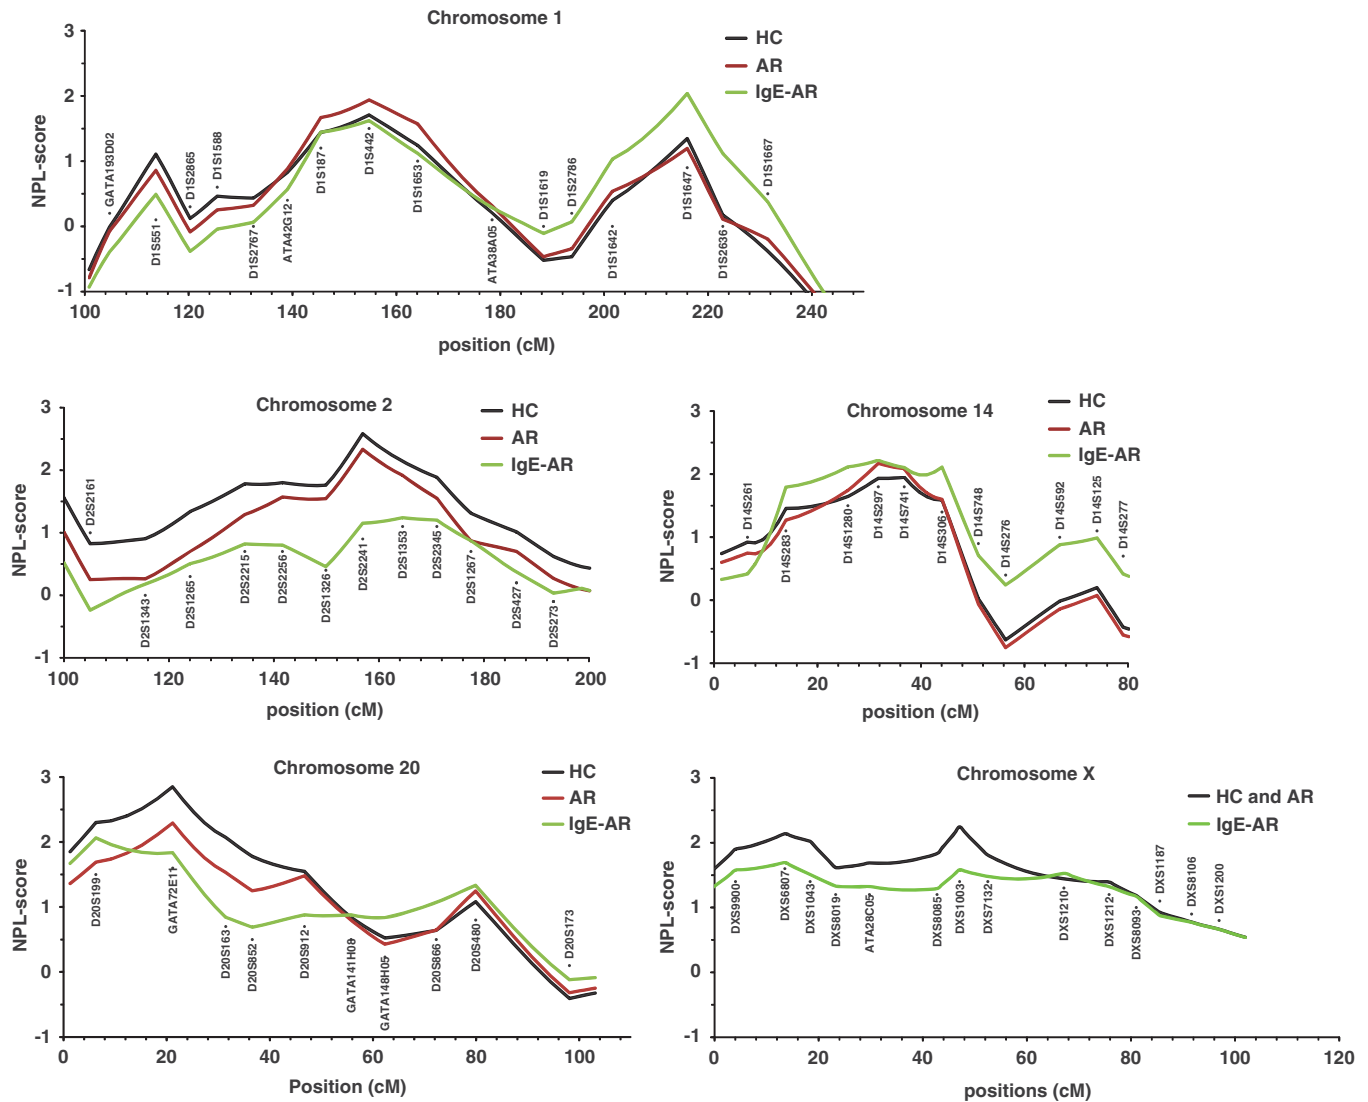 Chromosome 1
HC
AR
IgE-AR
NPL-score
3
2
1
0
-1
GATA193D02
D1S551
D1S2865
D1S1588
D1S2767
ATA42G12
D1S187
D1S442
D1S1653
ATA38A05
D1S1619
D1S2786
D1S1642
D1S1647
D1S2636
D1S1667
100 120 140 160 180 200 220 240
position (cM)
Chromosome 2
HC
AR
IgE-AR
NPL-score
3
2
1
0
-1
D2S2161
D2S1343
D2S1265
D2S2215
D2S2256
D2S1326
D2S2241
D2S1353
D2S2345
D2S1267
D2S427
D2S273
100 120 140 160 180 200
position (cM)
Chromosome 14
HC
AR
IgE-AR
NPL-score
3
2
1
0
-1
D14S261
D14S283
D14S1280
D14S297
D14S741
D14S306
D14S748
D14S276
D14S592
D14S125
D14S277
0 20 40 60 80
position (cM)
Chromosome 20
HC
AR
IgE-AR
NPL-score
3
2
1
0
-1
D20S199
GATA72E11
D20S163
D20S852
D20S912
GATA141H09
GATA148H05
D20S866
D20S480
D20S173
0 20 40 60 80 100
Position (cM)
Chromosome X
HC and AR
IgE-AR
NPL-score
3
2
1
0
-1
DXS9900
DXS6807
DXS1043
DXS8019
ATA28C05
DXS8085
DXS1003
DXS7132
DXS1210
DXS1212
DXS8093
DXS1187
DXS8106
DXS1200
0 20 40 60 80 100 120
positions (cM)